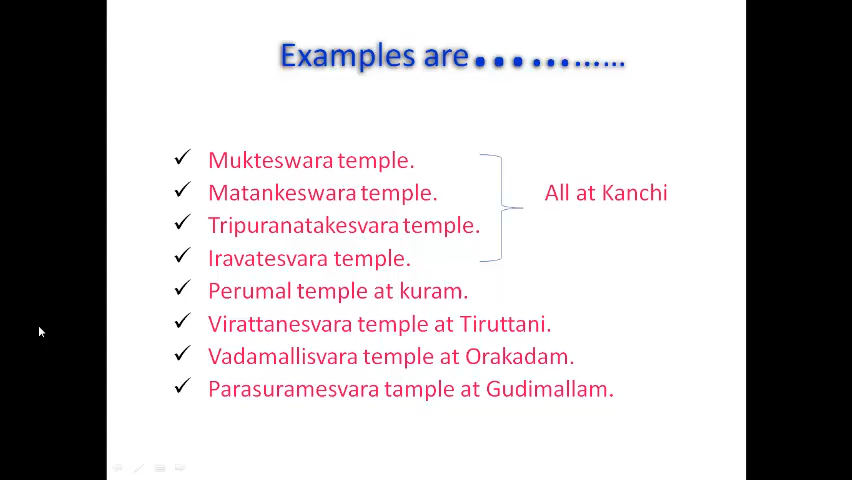 Examples are...............
Mukteswara temple.
Matankeswara temple. All at Kanchi
Tripuranatakesvara temple.
Iravatesvara temple.
Perumal temple at kuram.
Virattanesvara temple at Tiruttani.
Vadamallisvara temple at Orakadam.
Parasuramesvara tample at Gudimallam.